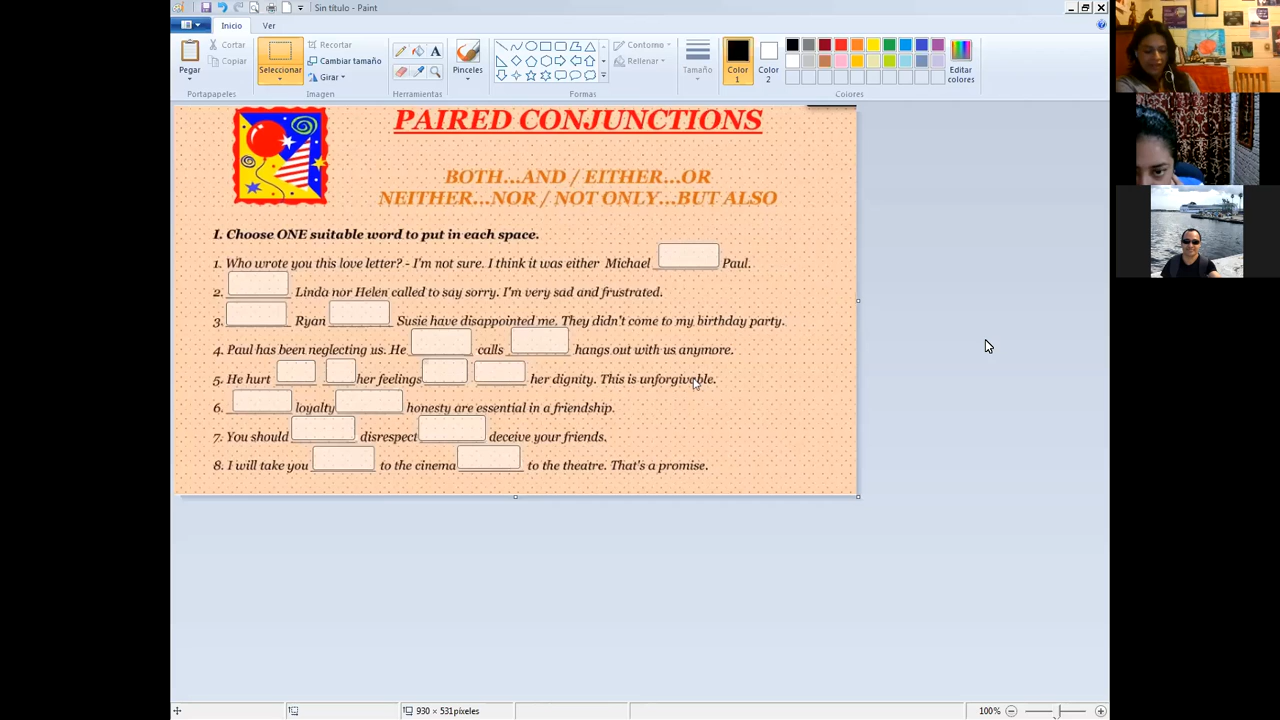 Sin título - Paint
Inicio
Ver
Pegar
Cortar
Copiar
Portapapeles
Seleccionar
Recortar
Cambiar tamaño
Girar
Imagen
A
Herramientas
Pinceles
Contorno
Rellenar
Formas
Tamaño
Color
1
Color
2
Editar
colores
Colores
PAIRED CONJUNCTIONS
BOTH...AND / EITHER...OR
NEITHER...NOR / NOT ONLY...BUT ALSO
I. Choose ONE suitable word to put in each space.
1. Who wrote you this love letter? - I'm not sure. I think it was either Michael Paul.
2. Linda nor Helen called to say sorry. I'm very sad and frustrated.
3. Ryan Susie have disappointed me. They didn't come to my birthday party.
4. Paul has been neglecting us. He calls hangs out with us anymore.
5. He hurt her feelings her dignity. This is unforgivable.
6. loyalty honesty are essential in a friendship.
7. You should disrespect deceive your friends.
8. I will take you to the cinema to the theatre. That's a promise.
930 × 531píxeles
100%